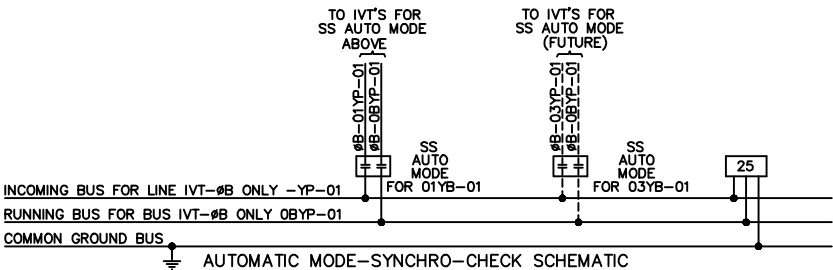 TO IVT'S FOR
SS AUTO MODE
ABOVE
TO IVT'S FOR
SS AUTO MODE
(FUTURE)
øB-01YP-01
øB-0BYP-01
øB-03YP-01
øB-0BYP-01
SS
AUTO
MODE
FOR 01YB-01
SS
AUTO
MODE
FOR 03YB-01
25
INCOMING BUS FOR LINE IVT-øB ONLY -YP-01
RUNNING BUS FOR BUS IVT-øB ONLY 0BYP-01
COMMON GROUND BUS
AUTOMATIC MODE-SYNCHRO-CHECK SCHEMATIC